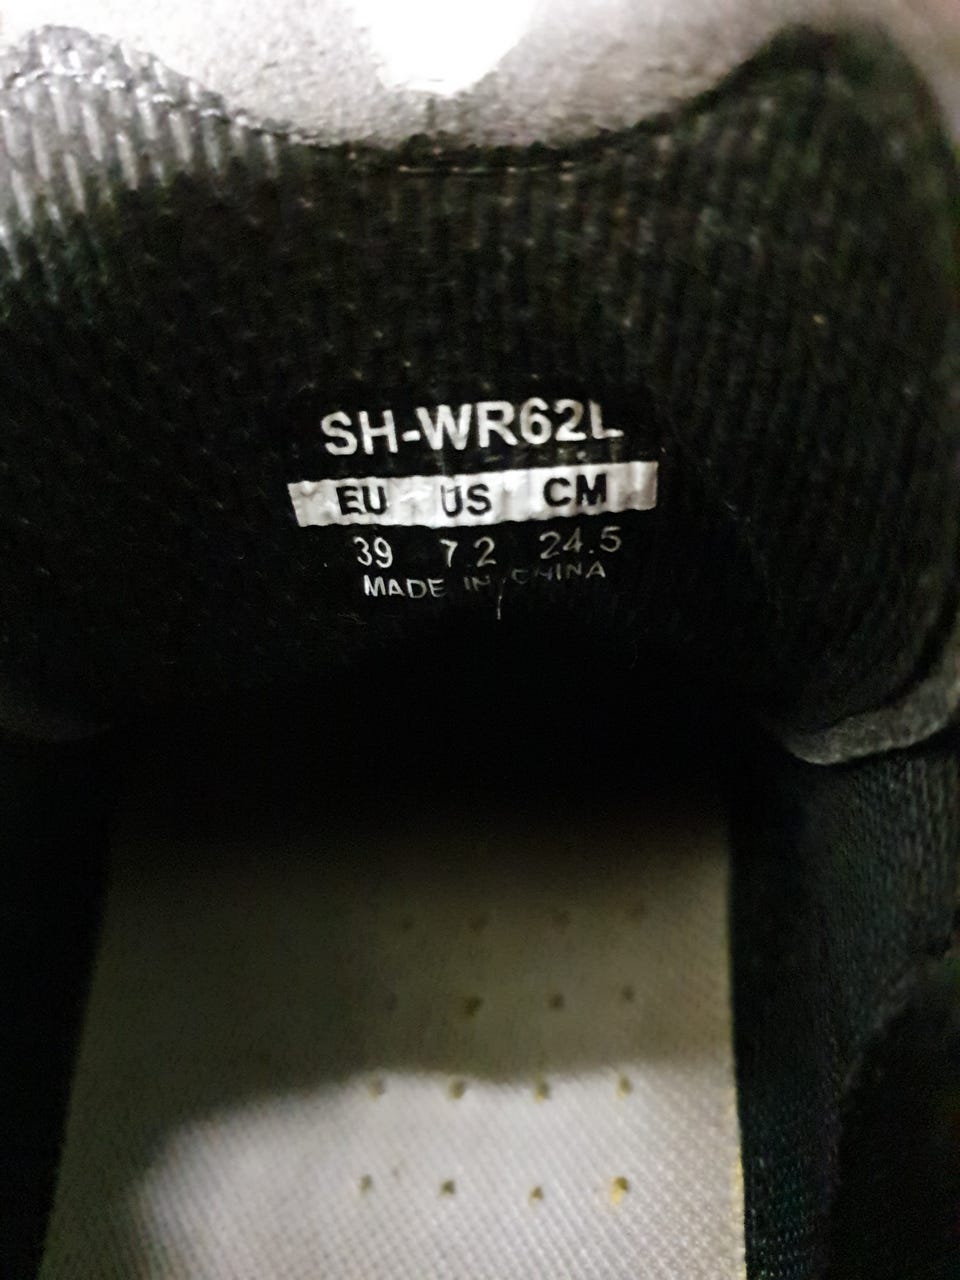 SH-WR62L
EU US CM
39 7.2 24.5
MADE IN CHINA